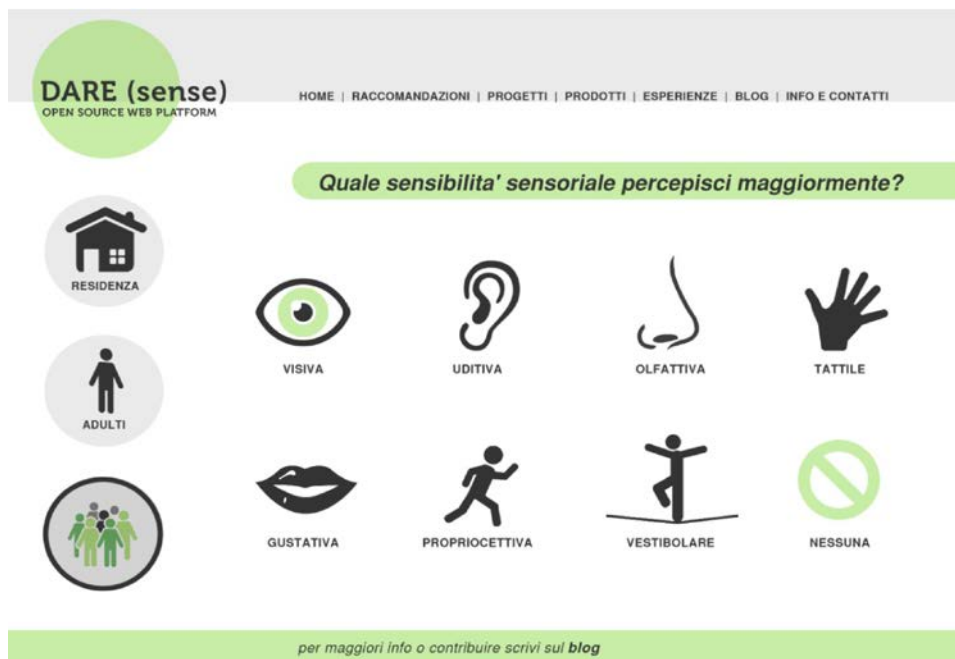 DARE (sense)
OPEN SOURCE WEB PLATFORM
HOME | RACCOMANDAZIONI | PROGETTI | PRODOTTI | ESPERIENZE | BLOG | INFO E CONTATTI
Quale sensibilita' sensoriale percepisci maggiormente?
RESIDENZA
ADULTI
VISIVA
UDITIVA
OLFATTIVA
TATTILE
GUSTATIVA
PROPRIOCETTIVA
VESTIBOLARE
NESSUNA
per maggiori info o contribuire scrivi sul blog